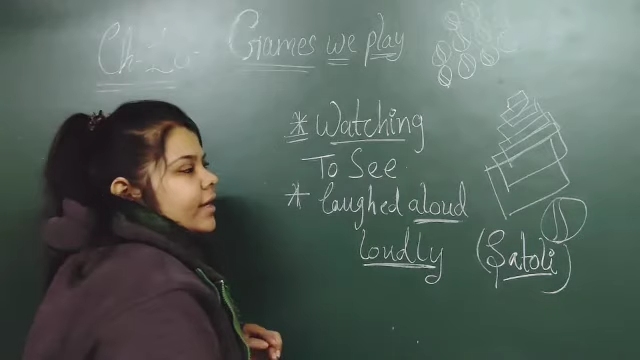 Games we play
* Watching
To See
* laughed aloud
loudly
(Satoli)